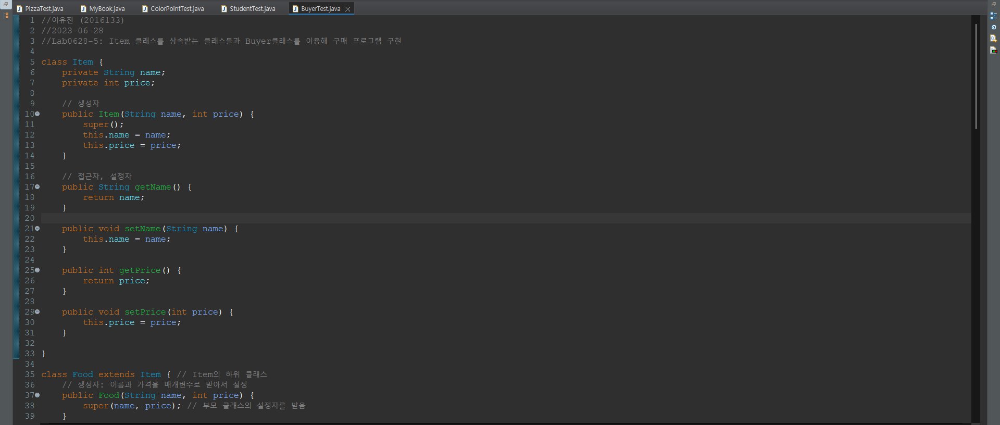 PizzaTest.java MyBook.java ColorPointTest.java StudentTest.java BuyerTest.java
1 //이유진 (2016133)
2 //2023-06-28
3 //Lab0628-5: Item 클래스를 상속받는 클래스들과 Buyer클래스를 이용해 구매 프로그램 구현
4
5 class Item {
6     private String name;
7     private int price;
8
9     // 생성자
10     public Item(String name, int price) {
11         super();
12         this.name = name;
13         this.price = price;
14     }
15
16     // 접근자, 설정자
17     public String getName() {
18         return name;
19     }
20
21     public void setName(String name) {
22         this.name = name;
23     }
24
25     public int getPrice() {
26         return price;
27     }
28
29     public void setPrice(int price) {
30         this.price = price;
31     }
32
33 }
34
35 class Food extends Item { // Item의 하위 클래스
36     // 생성자: 이름과 가격을 매개변수로 받아서 설정
37     public Food(String name, int price) {
38         super(name, price); // 부모 클래스의 설정자를 받음
39     }